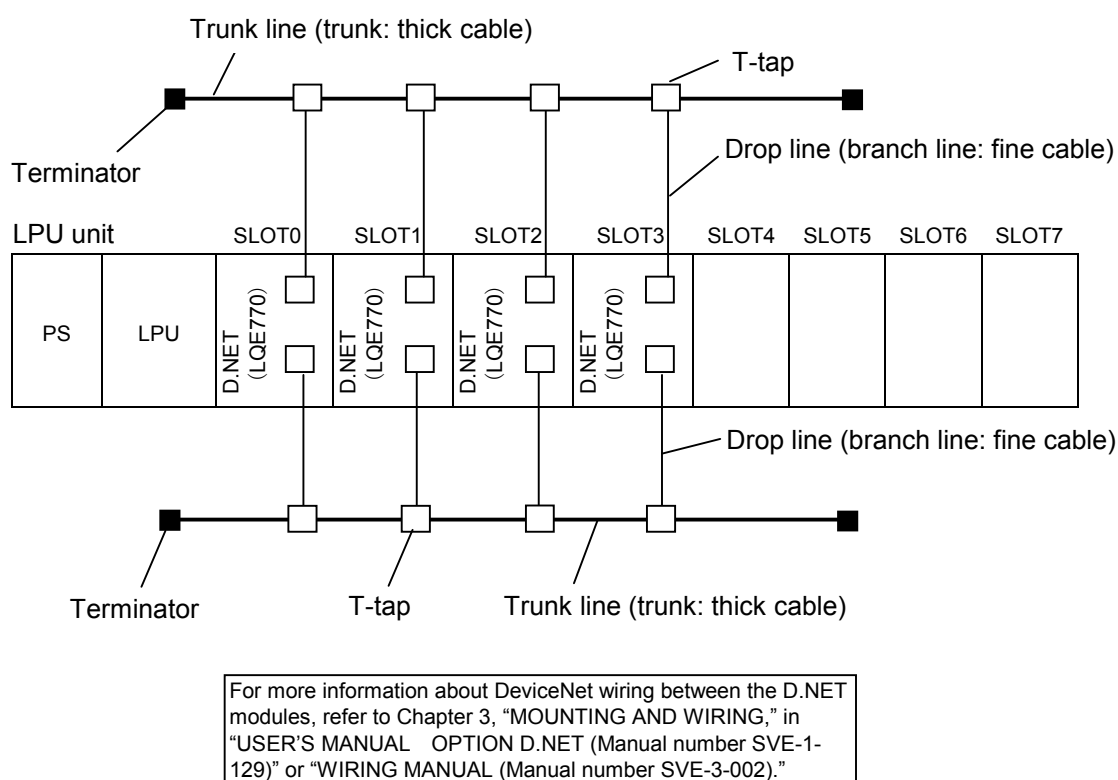 Trunk line (trunk: thick cable)
T-tap
Drop line (branch line: fine cable)
Terminator
LPU unit
SLOT0
SLOT1
SLOT2
SLOT3
SLOT4
SLOT5
SLOT6
SLOT7
PS
LPU
D.NET
(LQE770)
D.NET
(LQE770)
D.NET
(LQE770)
D.NET
(LQE770)
Drop line (branch line: fine cable)
Terminator
T-tap
Trunk line (trunk: thick cable)
For more information about DeviceNet wiring between the D.NET
modules, refer to Chapter 3, “MOUNTING AND WIRING,” in
“USER’S MANUAL OPTION D.NET (Manual number SVE-1-
129)” or “WIRING MANUAL (Manual number SVE-3-002).”